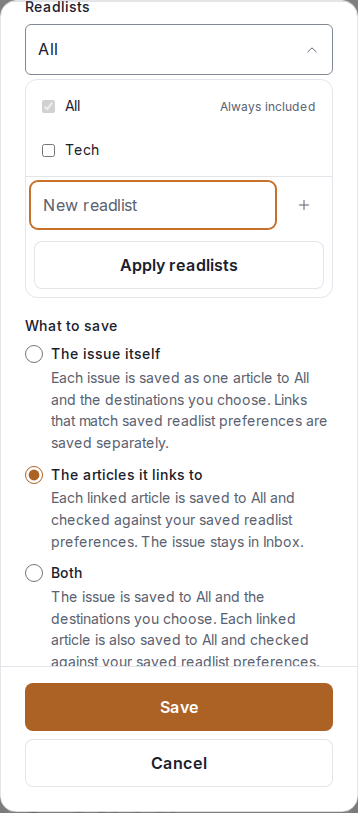 Readlists
All
All Always included
Tech
New readlist +
Apply readlists
What to save
The issue itself
Each issue is saved as one article to All
and the destinations you choose. Links
that match saved readlist preferences are
saved separately.
The articles it links to
Each linked article is saved to All and
checked against your saved readlist
preferences. The issue stays in Inbox.
Both
The issue is saved to All and the
destinations you choose. Each linked
article is also saved to All and checked
against your saved readlist preferences.
Save
Cancel